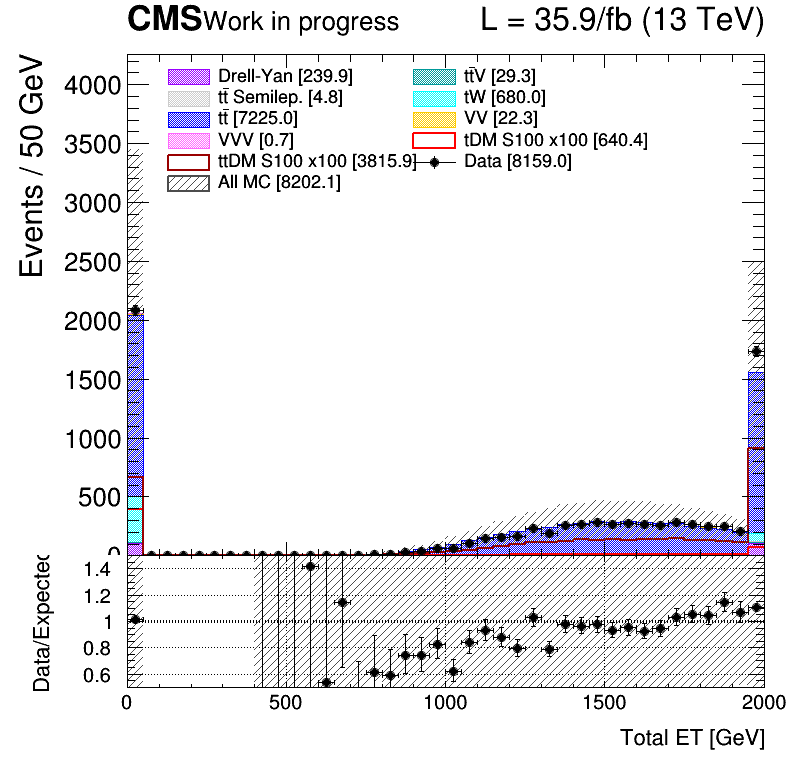 CMS Work in progress L = 35.9/fb (13 TeV)
Events / 50 GeV
4000
3500
3000
2500
2000
1500
1000
500
0
Drell-Yan [239.9]
tt̄V [29.3]
tt̄ Semilep. [4.8]
tW [680.0]
tt̄ [7225.0]
VV [22.3]
VVV [0.7]
tDM S100 x100 [640.4]
ttDM S100 x100 [3815.9]
Data [8159.0]
All MC [8202.1]
Data/Expected
1.4
1.2
1
0.8
0.6
0 500 1000 1500 2000
Total ET [GeV]